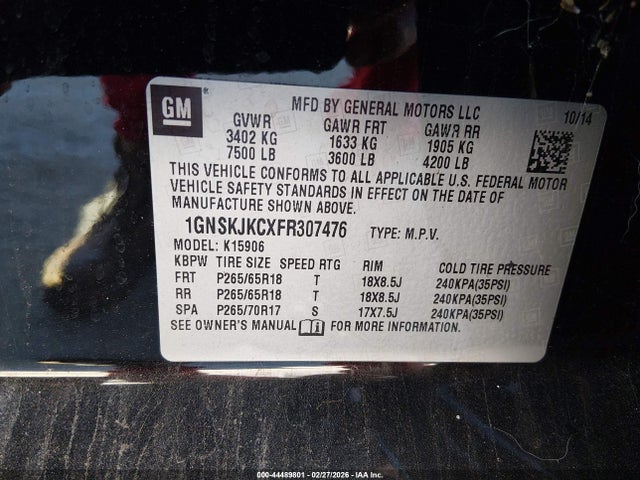 GM
MFD BY GENERAL MOTORS LLC
10/14
GVWR GAWR FRT GAWR RR
3402 KG 1633 KG 1905 KG
7500 LB 3600 LB 4200 LB
THIS VEHICLE CONFORMS TO ALL APPLICABLE U.S. FEDERAL MOTOR
VEHICLE SAFETY STANDARDS IN EFFECT ON THE DATE OF
MANUFACTURE SHOWN ABOVE.
1GNSKJKCXFR307476 TYPE: M.P.V.
MODEL: K15906
KBPW TIRE SIZE SPEED RTG RIM COLD TIRE PRESSURE
FRT P265/65R18 T 18X8.5J 240KPA(35PSI)
RR P265/65R18 T 18X8.5J 240KPA(35PSI)
SPA P265/70R17 S 17X7.5J 240KPA(35PSI)
SEE OWNER'S MANUAL FOR MORE INFORMATION.
000-44489801 - 02/27/2026 - IAA Inc.